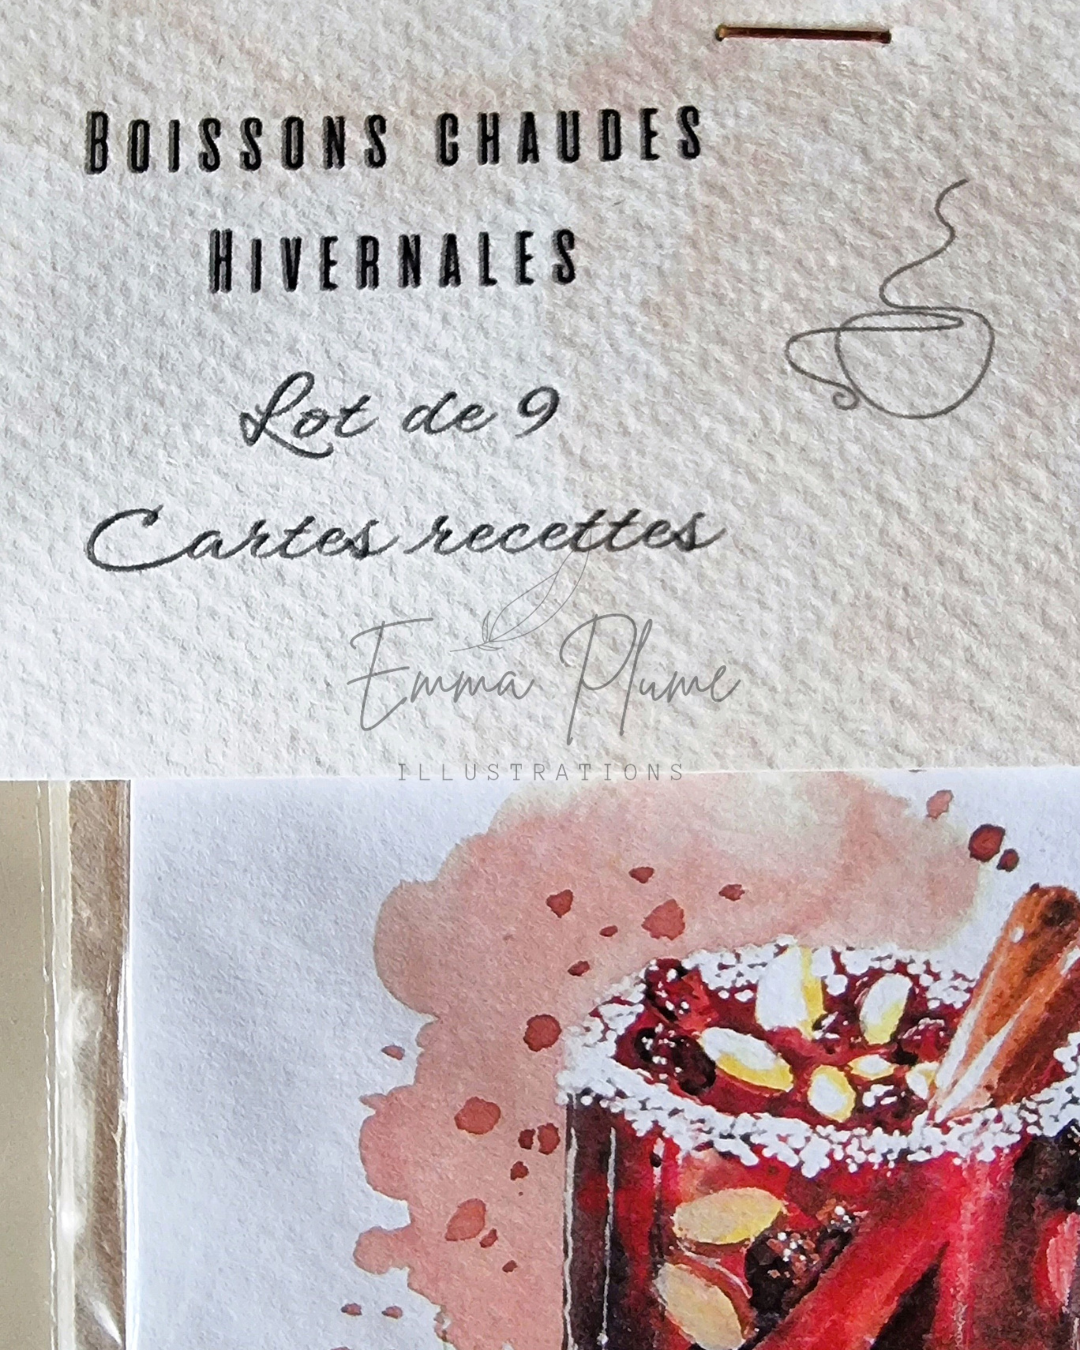 Boissons chaudes
Hivernales
Lot de 9
Cartes recettes
Emma Plume
ILLUSTRATIONS